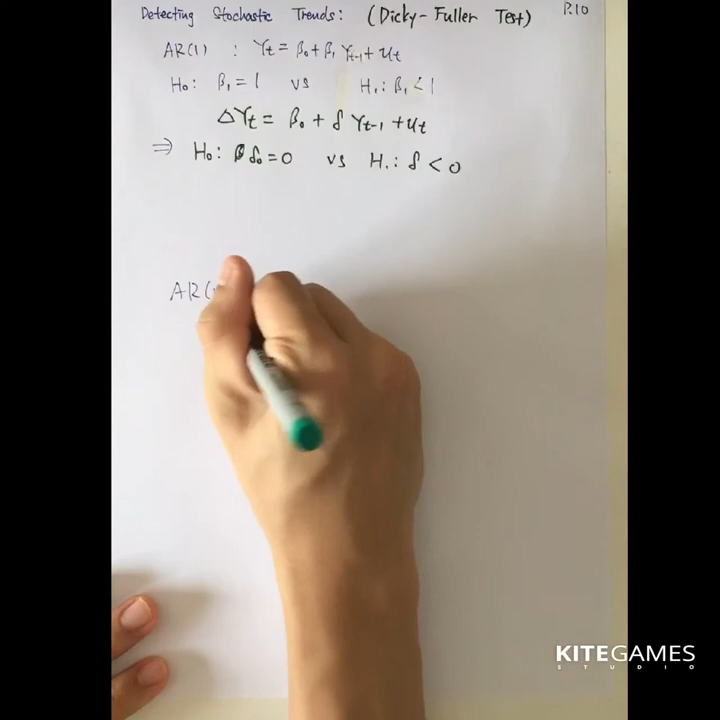 Detecting Stochastic Trends: (Dicky-Fuller Test) P.10
AR(1) : Yt = β0 + β1 Yt-1 + ut
H0: β1 = 1 vs H1: β1 < 1
ΔYt = β0 + δ Yt-1 + ut
⇒ H0: δ0 = 0 vs H1: δ < 0
AR(
KITEGAMES
STUDIO